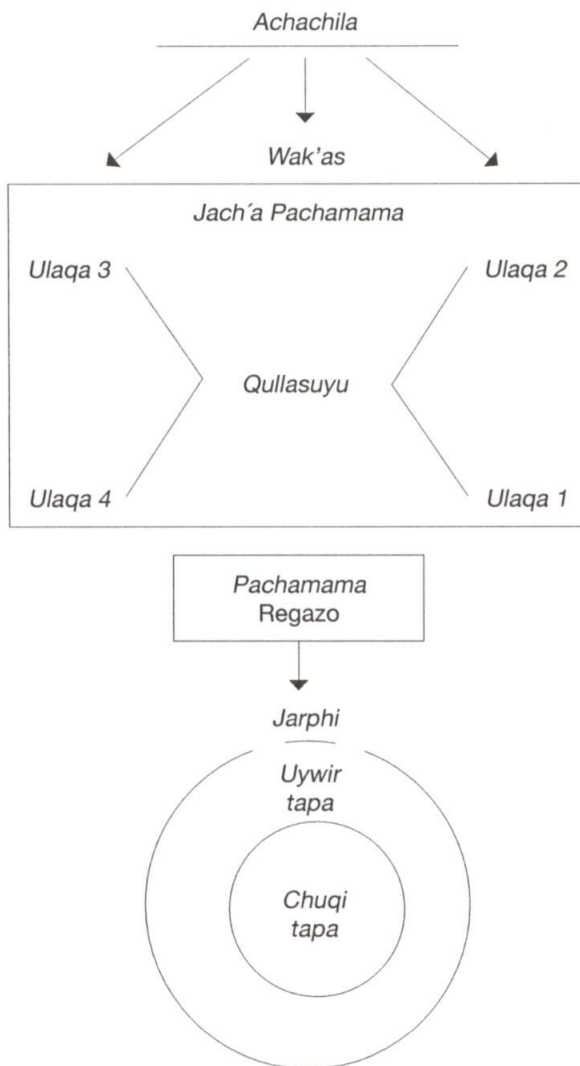 Achachila
Wak'as
Jach´a Pachamama
Ulaqa 3
Ulaqa 2
Qullasuyu
Ulaqa 4
Ulaqa 1
Pachamama
Regazo
Jarphi
Uywir
tapa
Chuqi
tapa